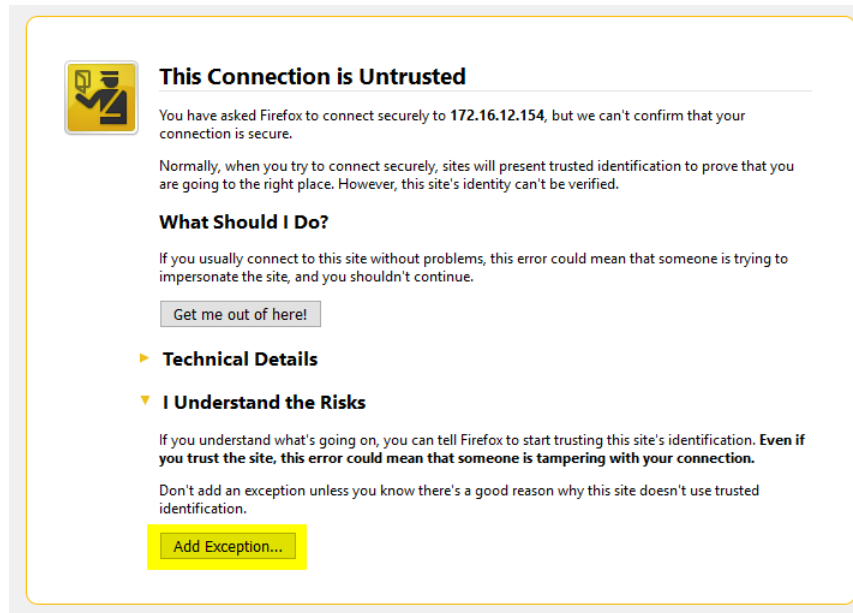 This Connection is Untrusted
You have asked Firefox to connect securely to 172.16.12.154, but we can't confirm that your
connection is secure.
Normally, when you try to connect securely, sites will present trusted identification to prove that you
are going to the right place. However, this site's identity can't be verified.
What Should I Do?
If you usually connect to this site without problems, this error could mean that someone is trying to
impersonate the site, and you shouldn't continue.
Get me out of here!
Technical Details
I Understand the Risks
If you understand what's going on, you can tell Firefox to start trusting this site's identification. Even if
you trust the site, this error could mean that someone is tampering with your connection.
Don't add an exception unless you know there's a good reason why this site doesn't use trusted
identification.
Add Exception...